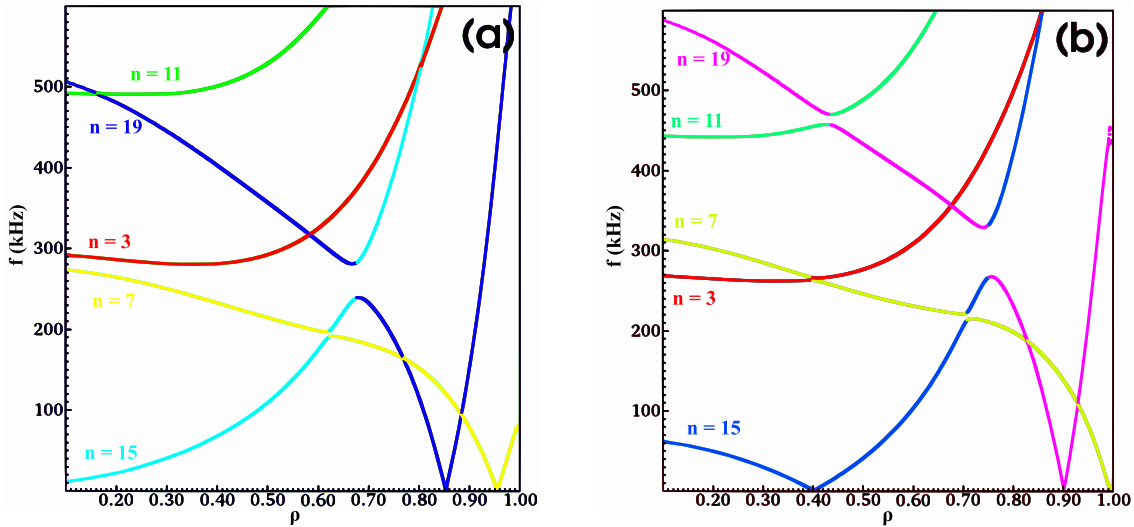 (a)
n = 11
500
n = 19
400
f (kHz)
300
n = 3
n = 7
200
100
n = 15
0.20 0.30 0.40 0.50 0.60 0.70 0.80 0.90 1.00
ρ
(b)
n = 19
500
n = 11
400
f (kHz)
n = 7
300
n = 3
200
100
n = 15
0.20 0.30 0.40 0.50 0.60 0.70 0.80 0.90 1.00
ρ